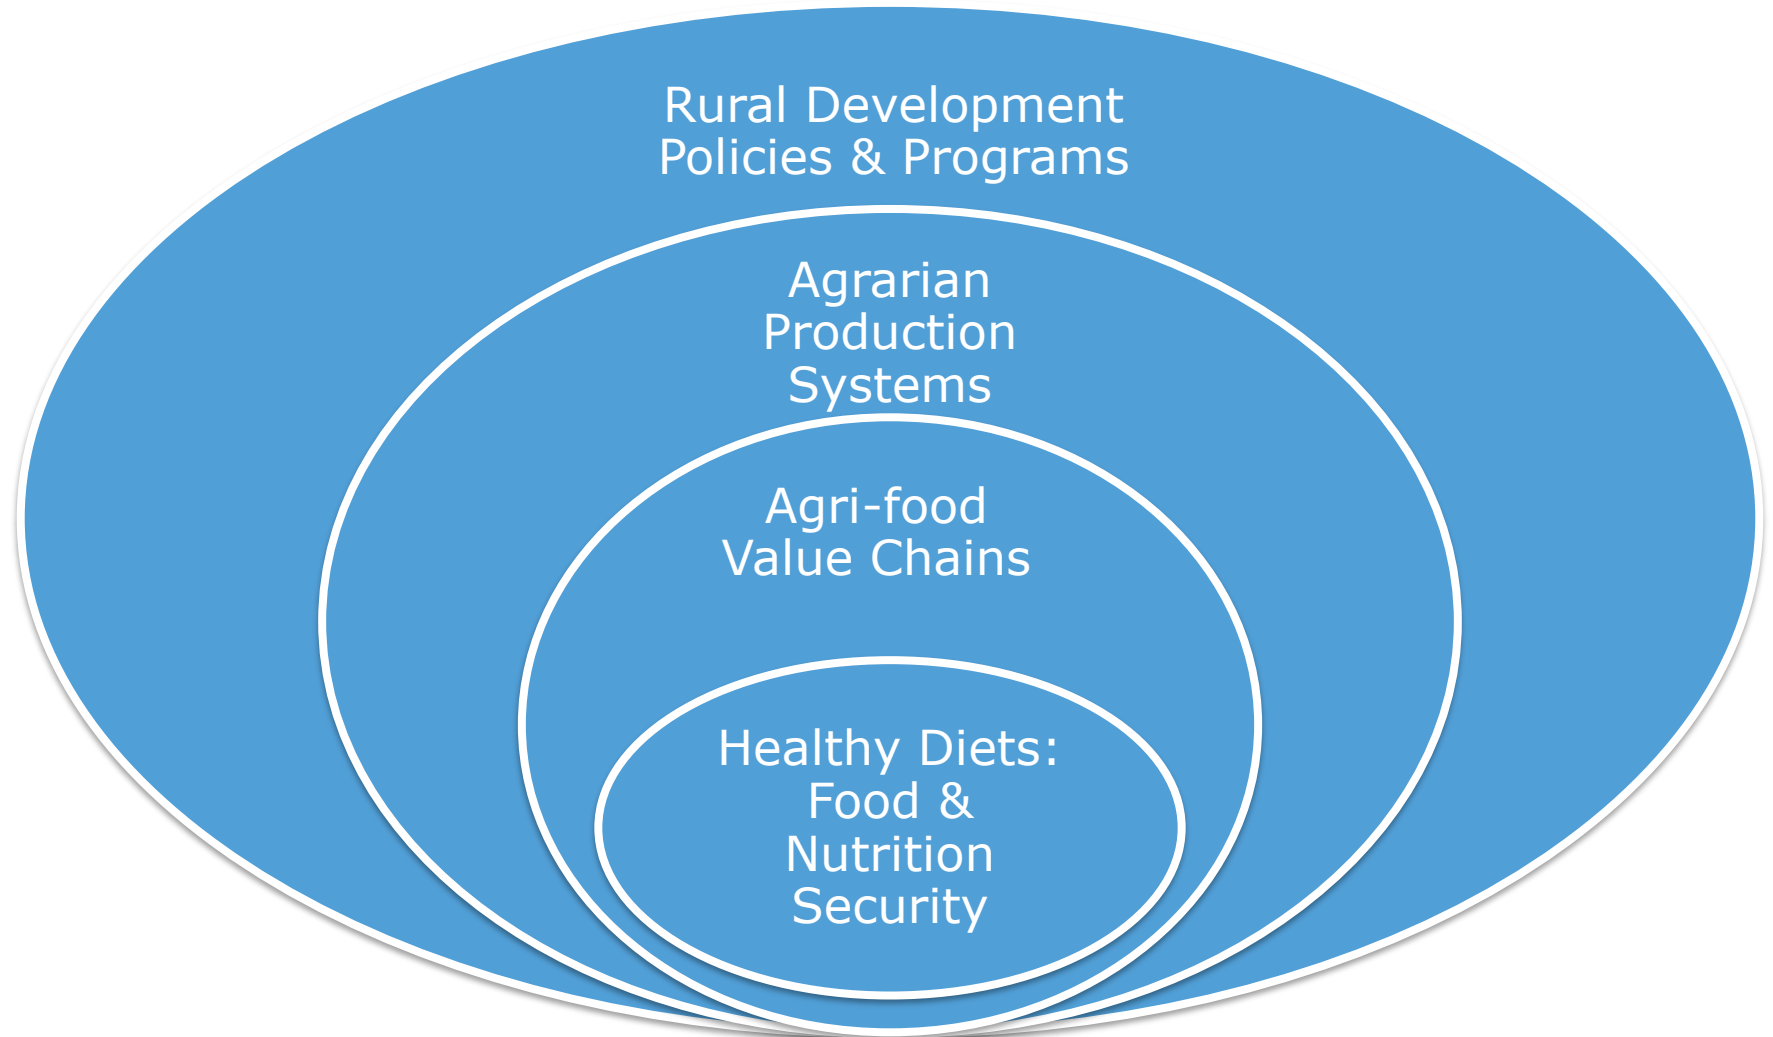 Rural Development
Policies & Programs
Agrarian
Production
Systems
Agri-food
Value Chains
Healthy Diets:
Food &
Nutrition
Security